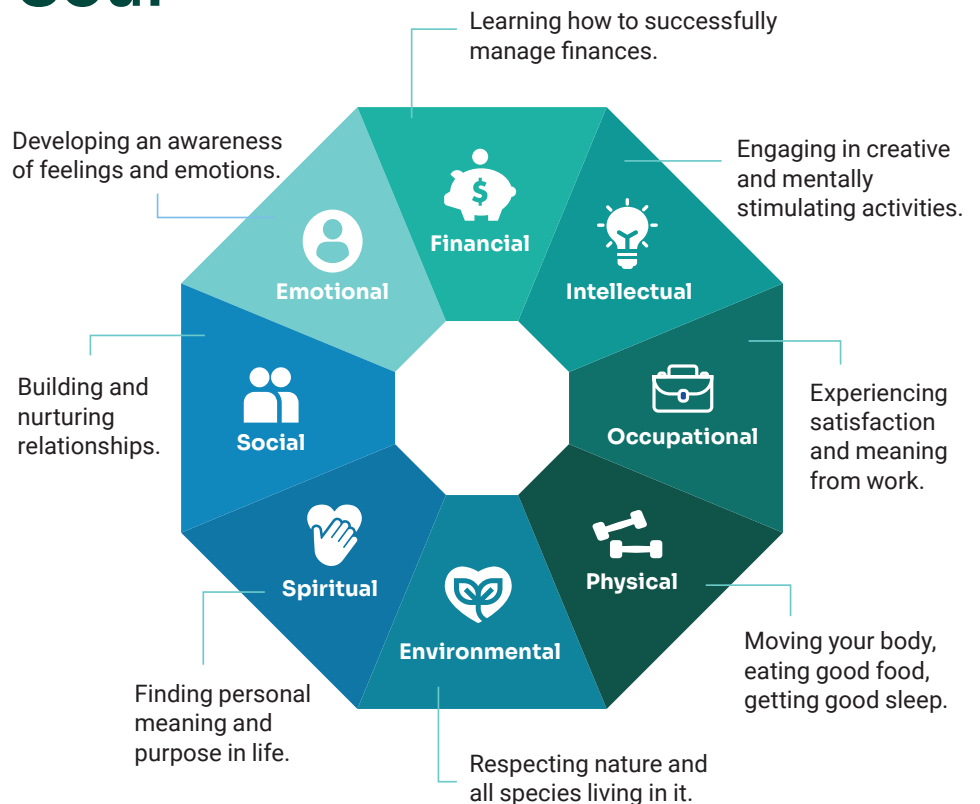 Learning how to successfully
manage finances.
Developing an awareness
of feelings and emotions.
Engaging in creative
and mentally
stimulating activities.
$
Financial
Emotional
Intellectual
Building and
nurturing
relationships.
Social
Occupational
Experiencing
satisfaction
and meaning
from work.
Spiritual
Physical
Environmental
Moving your body,
eating good food,
getting good sleep.
Finding personal
meaning and
purpose in life.
Respecting nature and
all species living in it.